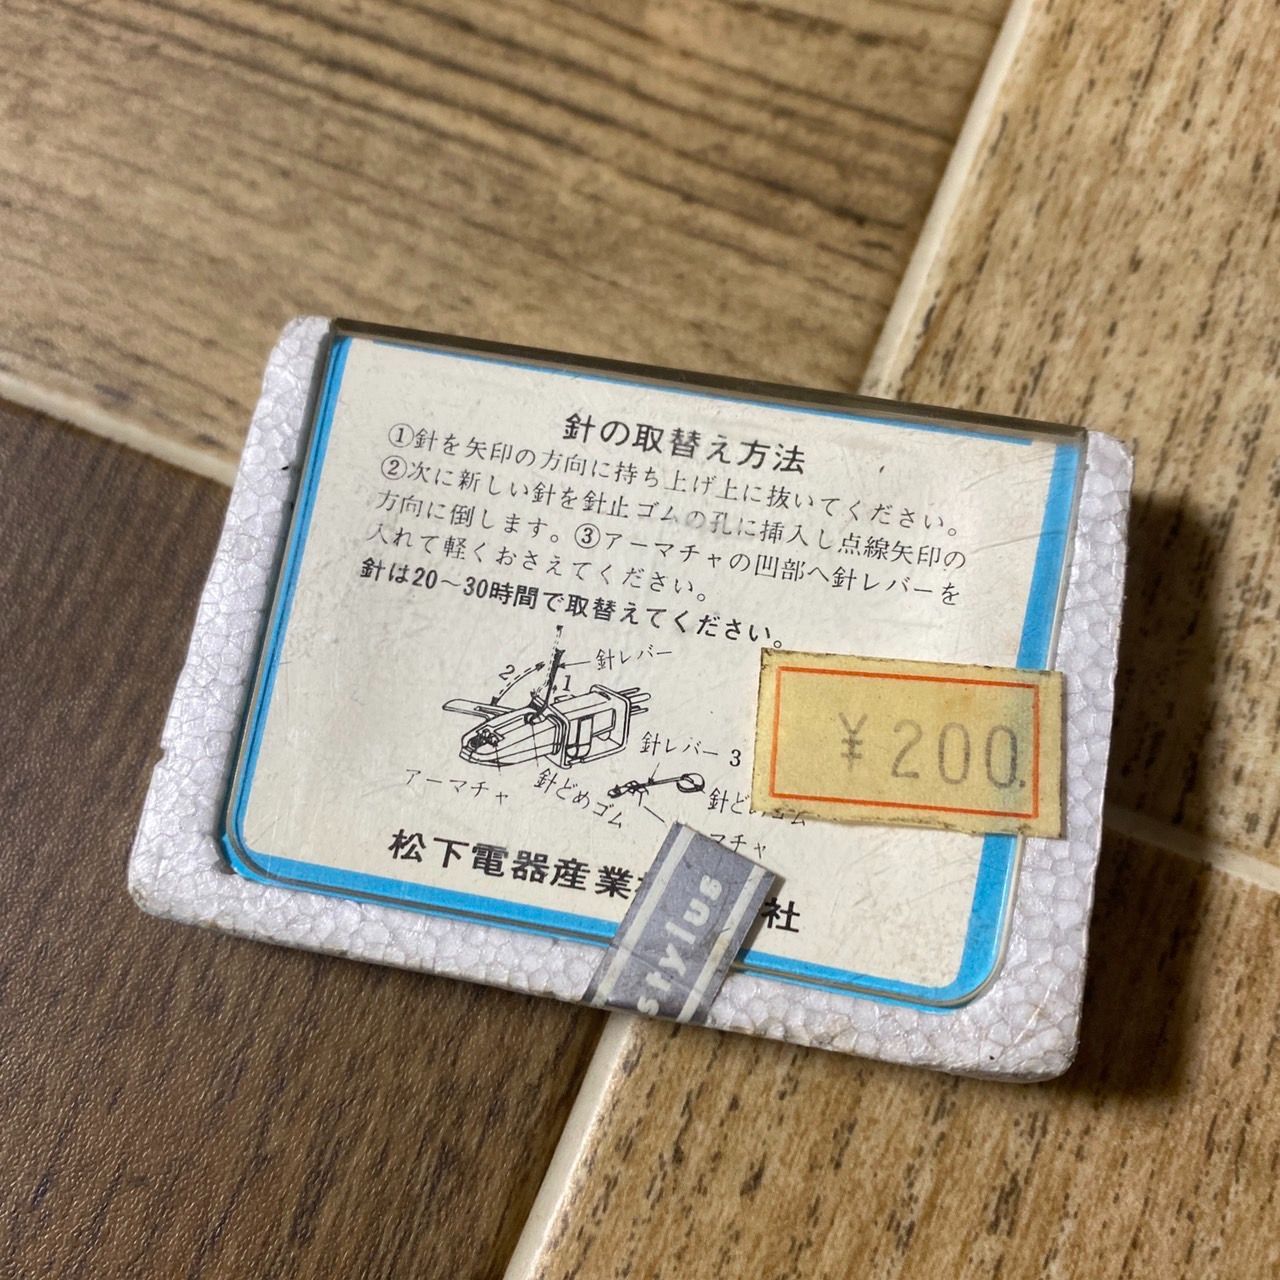 針の取替え方法
①針を矢印の方向に持ち上げ上に抜いてください。
②次に新しい針を針止ゴムの孔に挿入し点線矢印の
方向に倒します。③アーマチャの凹部へ針レバーを
入れて軽くおさえてください。
針は20〜30時間で取替えてください。
針レバー
2
1
針レバー 3
アーマチャ
針どめゴム
針ど
ゴム
マチャ
¥200
松下電器産業
社
stylus